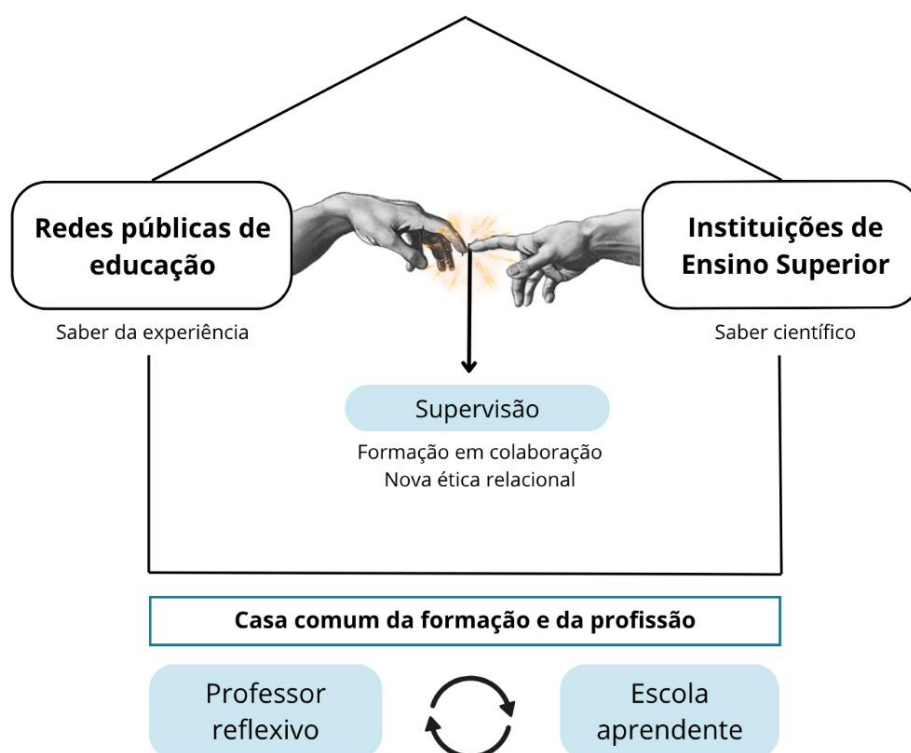 Redes públicas de
educação
Saber da experiência
Instituições de
Ensino Superior
Saber científico
Supervisão
Formação em colaboração
Nova ética relacional
Casa comum da formação e da profissão
Professor
reflexivo
Escola
aprendente